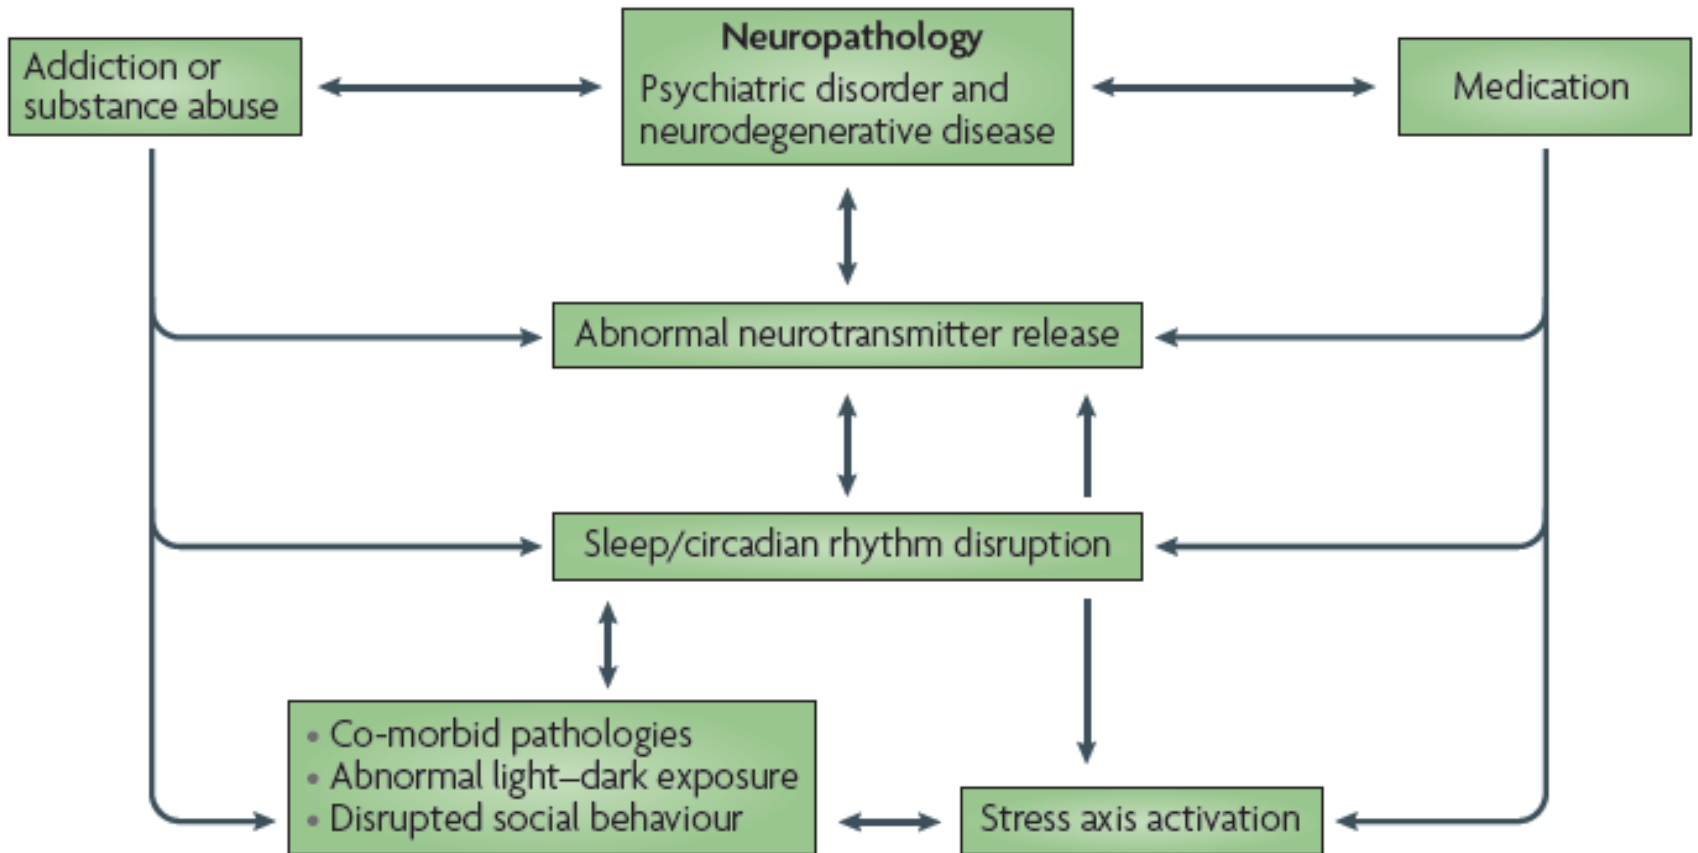 Addiction or
substance abuse
Neuropathology
Psychiatric disorder and
neurodegenerative disease
Medication
Abnormal neurotransmitter release
Sleep/circadian rhythm disruption
• Co-morbid pathologies
• Abnormal light–dark exposure
• Disrupted social behaviour
Stress axis activation